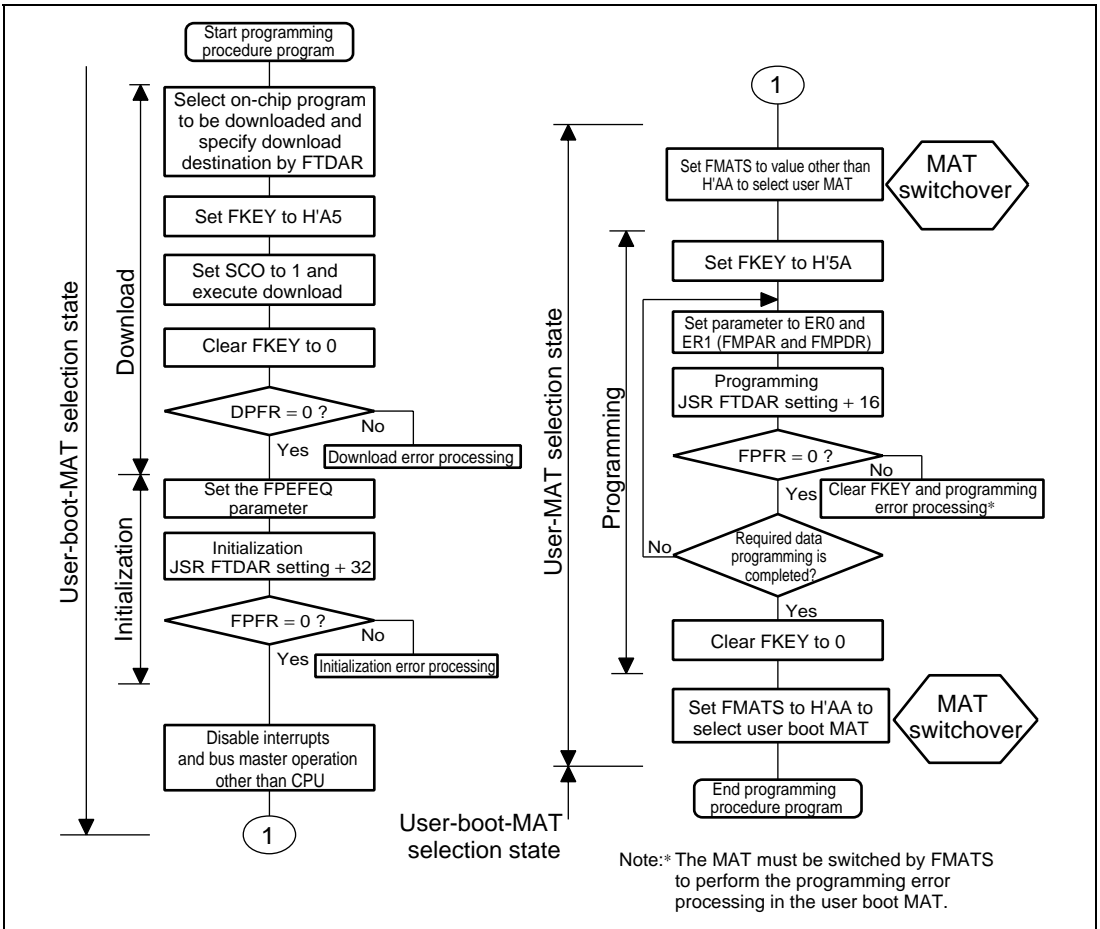 Start programming
procedure program
Select on-chip program
to be downloaded and
specify download
destination by FTDAR
Set FKEY to H'A5
Set SCO to 1 and
execute download
Clear FKEY to 0
DPFR = 0 ?
No
Yes
Download error processing
Set the FPEFEQ
parameter
Initialization
JSR FTDAR setting + 32
FPFR = 0 ?
No
Yes
Initialization error processing
Disable interrupts
and bus master operation
other than CPU
1
Download
Initialization
User-boot-MAT selection state
1
Set FMATS to value other than
H'AA to select user MAT
MAT
switchover
Set FKEY to H'5A
Set parameter to ER0 and
ER1 (FMPAR and FMPDR)
Programming
JSR FTDAR setting + 16
FPFR = 0 ?
No
Yes
Clear FKEY and programming
error processing*
Required data
programming is
completed?
No
Yes
Clear FKEY to 0
Set FMATS to H'AA to
select user boot MAT
MAT
switchover
End programming
procedure program
Programming
User-MAT selection state
User-boot-MAT
selection state
Note:* The MAT must be switched by FMATS
to perform the programming error
processing in the user boot MAT.